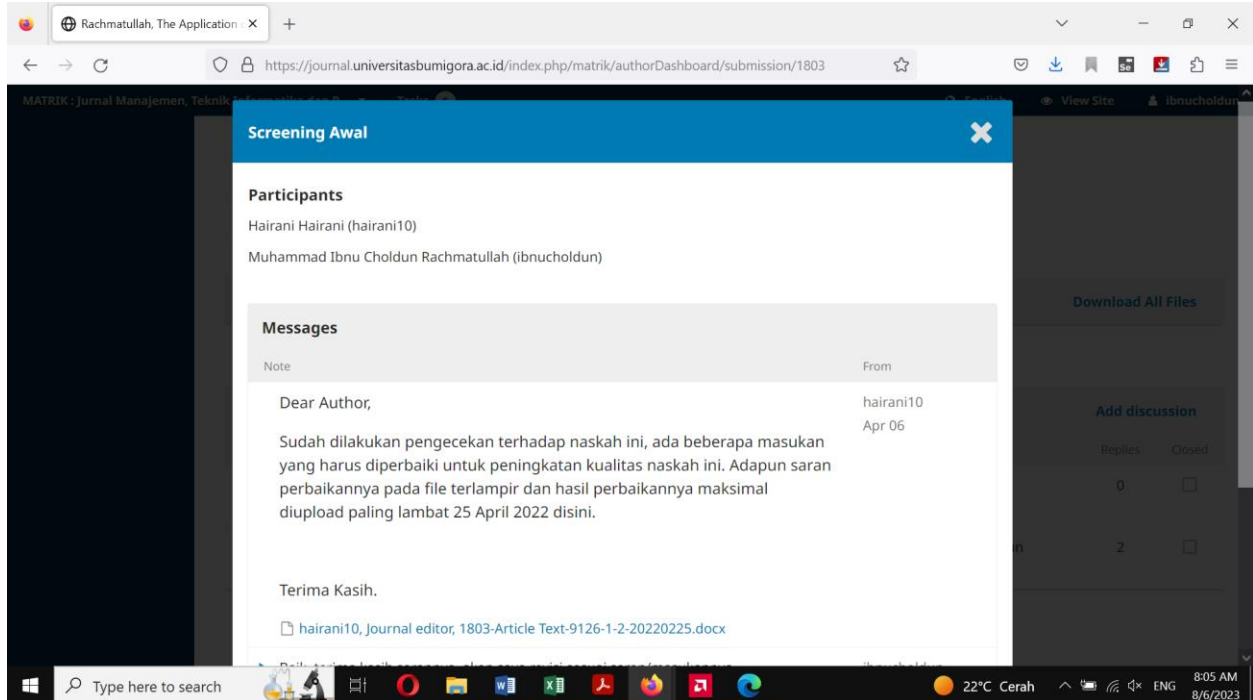 Rachmatullah, The Application
https://journal.universitasbumigora.ac.id/index.php/matrik/authorDashboard/submission/1803
MATRIK : Jurnal Manajemen, Teknik
English
View Site
ibnucholdun
Screening Awal
Participants
Hairani Hairani (hairani10)
Muhammad Ibnu Choldun Rachmatullah (ibnucholdun)
Download All Files
Messages
Note From
Dear Author,
hairani10
Apr 06
Add discussion
Sudah dilakukan pengecekan terhadap naskah ini, ada beberapa masukan
yang harus diperbaiki untuk peningkatan kualitas naskah ini. Adapun saran
perbaikannya pada file terlampir dan hasil perbaikannya maksimal
diupload paling lambat 25 April 2022 disini.
Replies Closed
0
2
Terima Kasih.
hairani10, Journal editor, 1803-Article Text-9126-1-2-20220225.docx
Type here to search
22°C Cerah
ENG
8:05 AM
8/6/2023